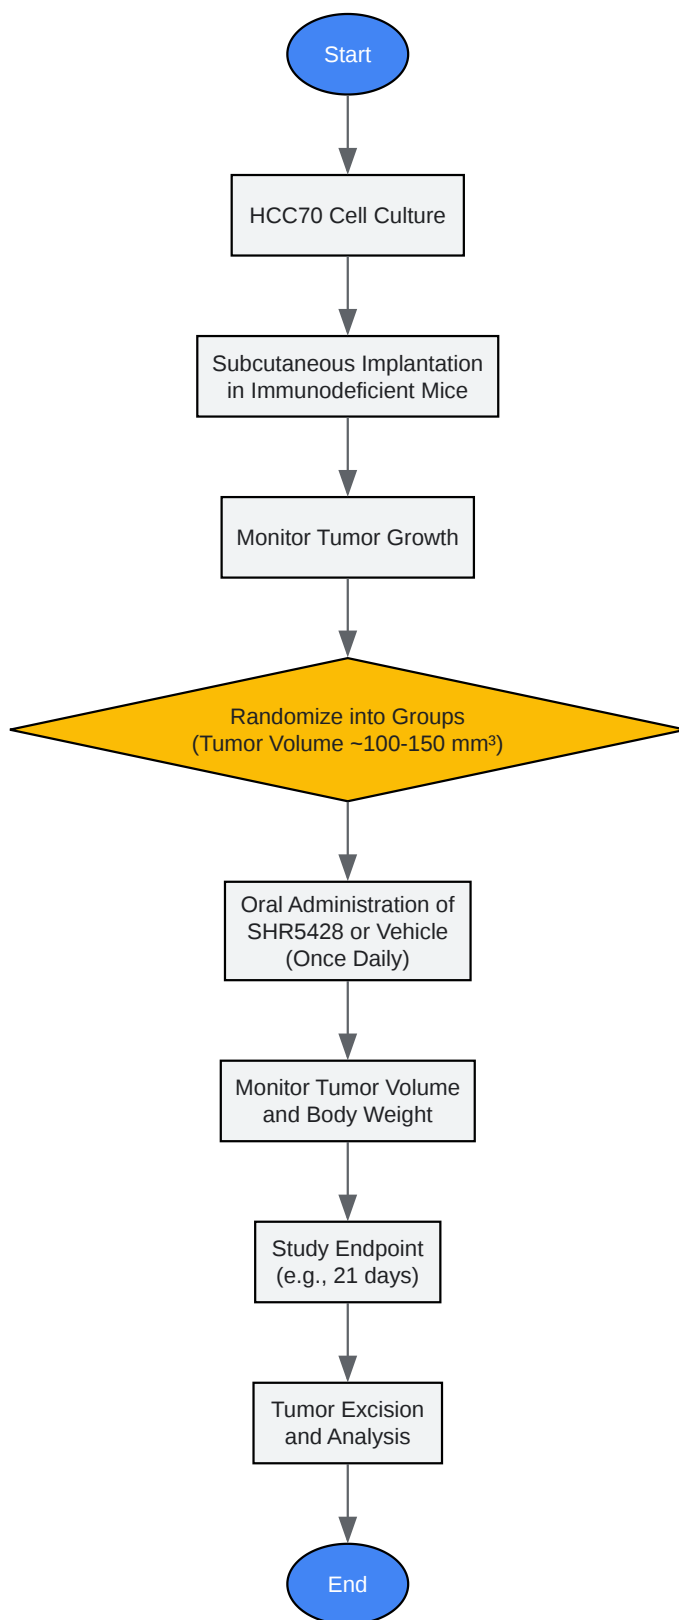 Start
HCC70 Cell Culture
Subcutaneous Implantation
in Immunodeficient Mice
Monitor Tumor Growth
Randomize into Groups
(Tumor Volume ~100-150 mm³)
Oral Administration of
SHR5428 or Vehicle
(Once Daily)
Monitor Tumor Volume
and Body Weight
Study Endpoint
(e.g., 21 days)
Tumor Excision
and Analysis
End